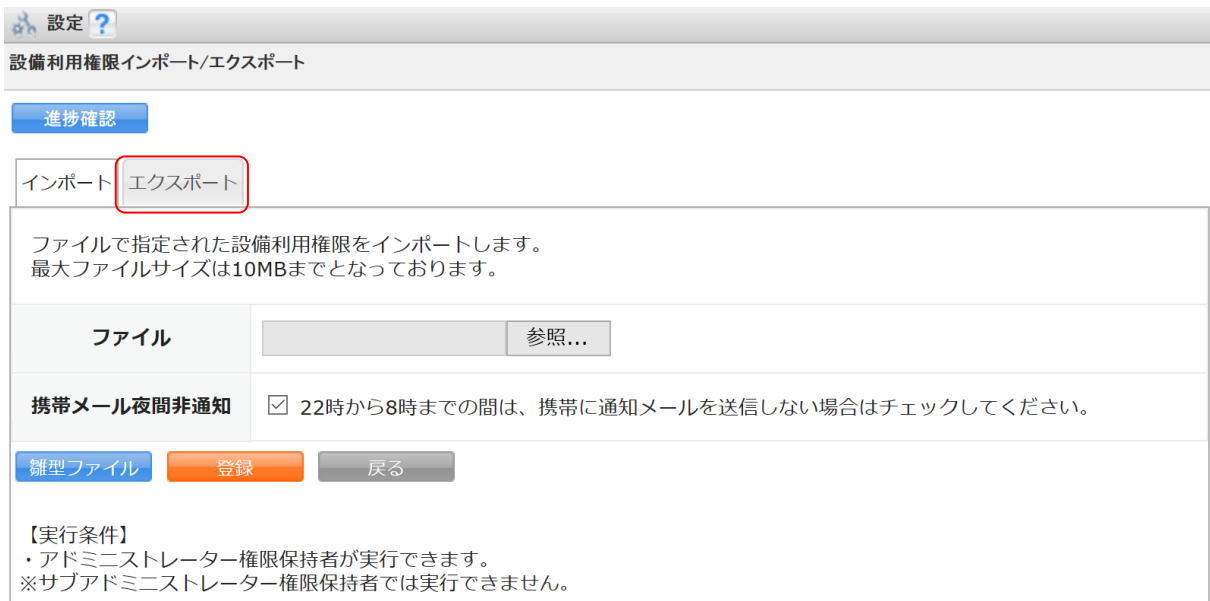 設定 ?
設備利用権限インポート/エクスポート
進捗確認
インポート エクスポート
ファイルで指定された設備利用権限をインポートします。
最大ファイルサイズは10MBまでとなっております。
ファイル 参照...
携帯メール夜間非通知 22時から8時までの間は、携帯に通知メールを送信しない場合はチェックしてください。
雛型ファイル 登録 戻る
【実行条件】
・アドミニストレーター権限保持者が実行できます。
※サブアドミニストレーター権限保持者では実行できません。